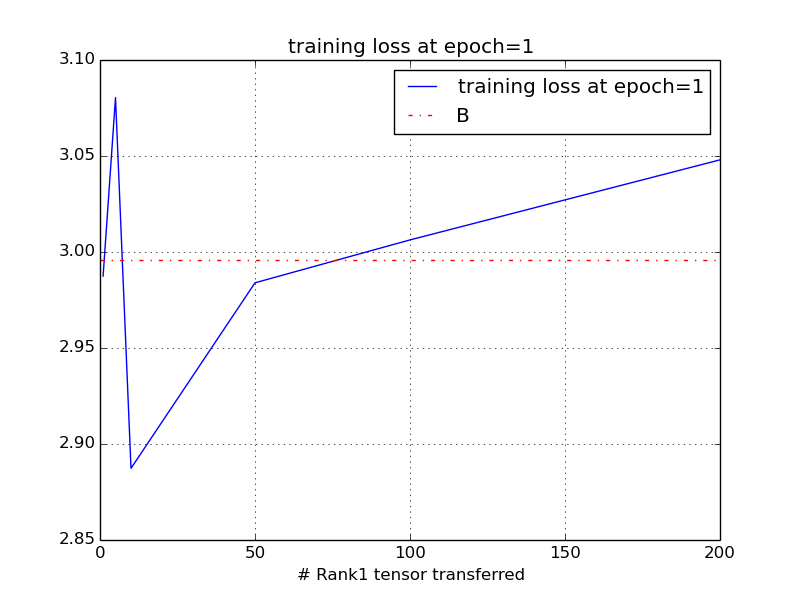 training loss at epoch=1
3.10
3.05
3.00
2.95
2.90
2.85
training loss at epoch=1
B
0
50
100
150
200
# Rank1 tensor transferred